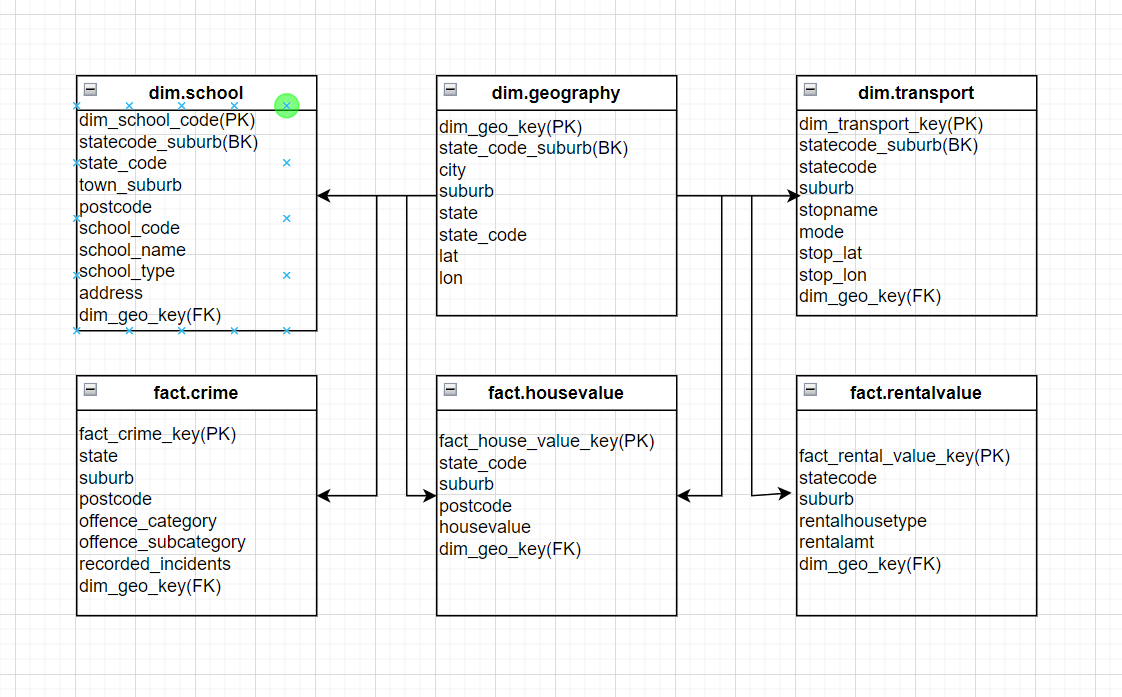 dim.school
dim_school_code(PK)
statecode_suburb(BK)
state_code
town_suburb
postcode
school_code
school_name
school_type
address
dim_geo_key(FK)
dim.geography
dim_geo_key(PK)
state_code_suburb(BK)
city
suburb
state
state_code
lat
lon
dim.transport
dim_transport_key(PK)
statecode_suburb(BK)
statecode
suburb
stopname
mode
stop_lat
stop_lon
dim_geo_key(FK)
fact.crime
fact_crime_key(PK)
state
suburb
postcode
offence_category
offence_subcategory
recorded_incidents
dim_geo_key(FK)
fact.housevalue
fact_house_value_key(PK)
state_code
suburb
postcode
housevalue
dim_geo_key(FK)
fact.rentalvalue
fact_rental_value_key(PK)
statecode
suburb
rentalhousetype
rentalamt
dim_geo_key(FK)